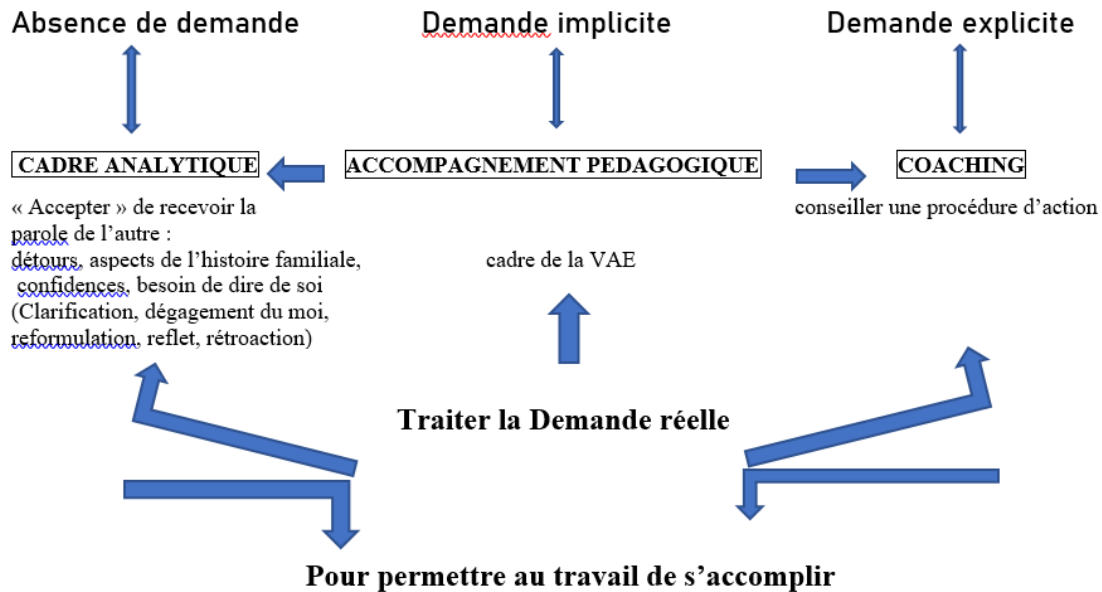 Absence de demande
Demande implicite
Demande explicite
CADRE ANALYTIQUE
ACCOMPAGNEMENT PEDAGOGIQUE
COACHING
« Accepter » de recevoir la
parole de l’autre :
détours, aspects de l’histoire familiale,
confidences, besoin de dire de soi
(Clarification, dégagement du moi,
reformulation, reflet, rétroaction)
cadre de la VAE
conseiller une procédure d’action
Traiter la Demande réelle
Pour permettre au travail de s’accomplir